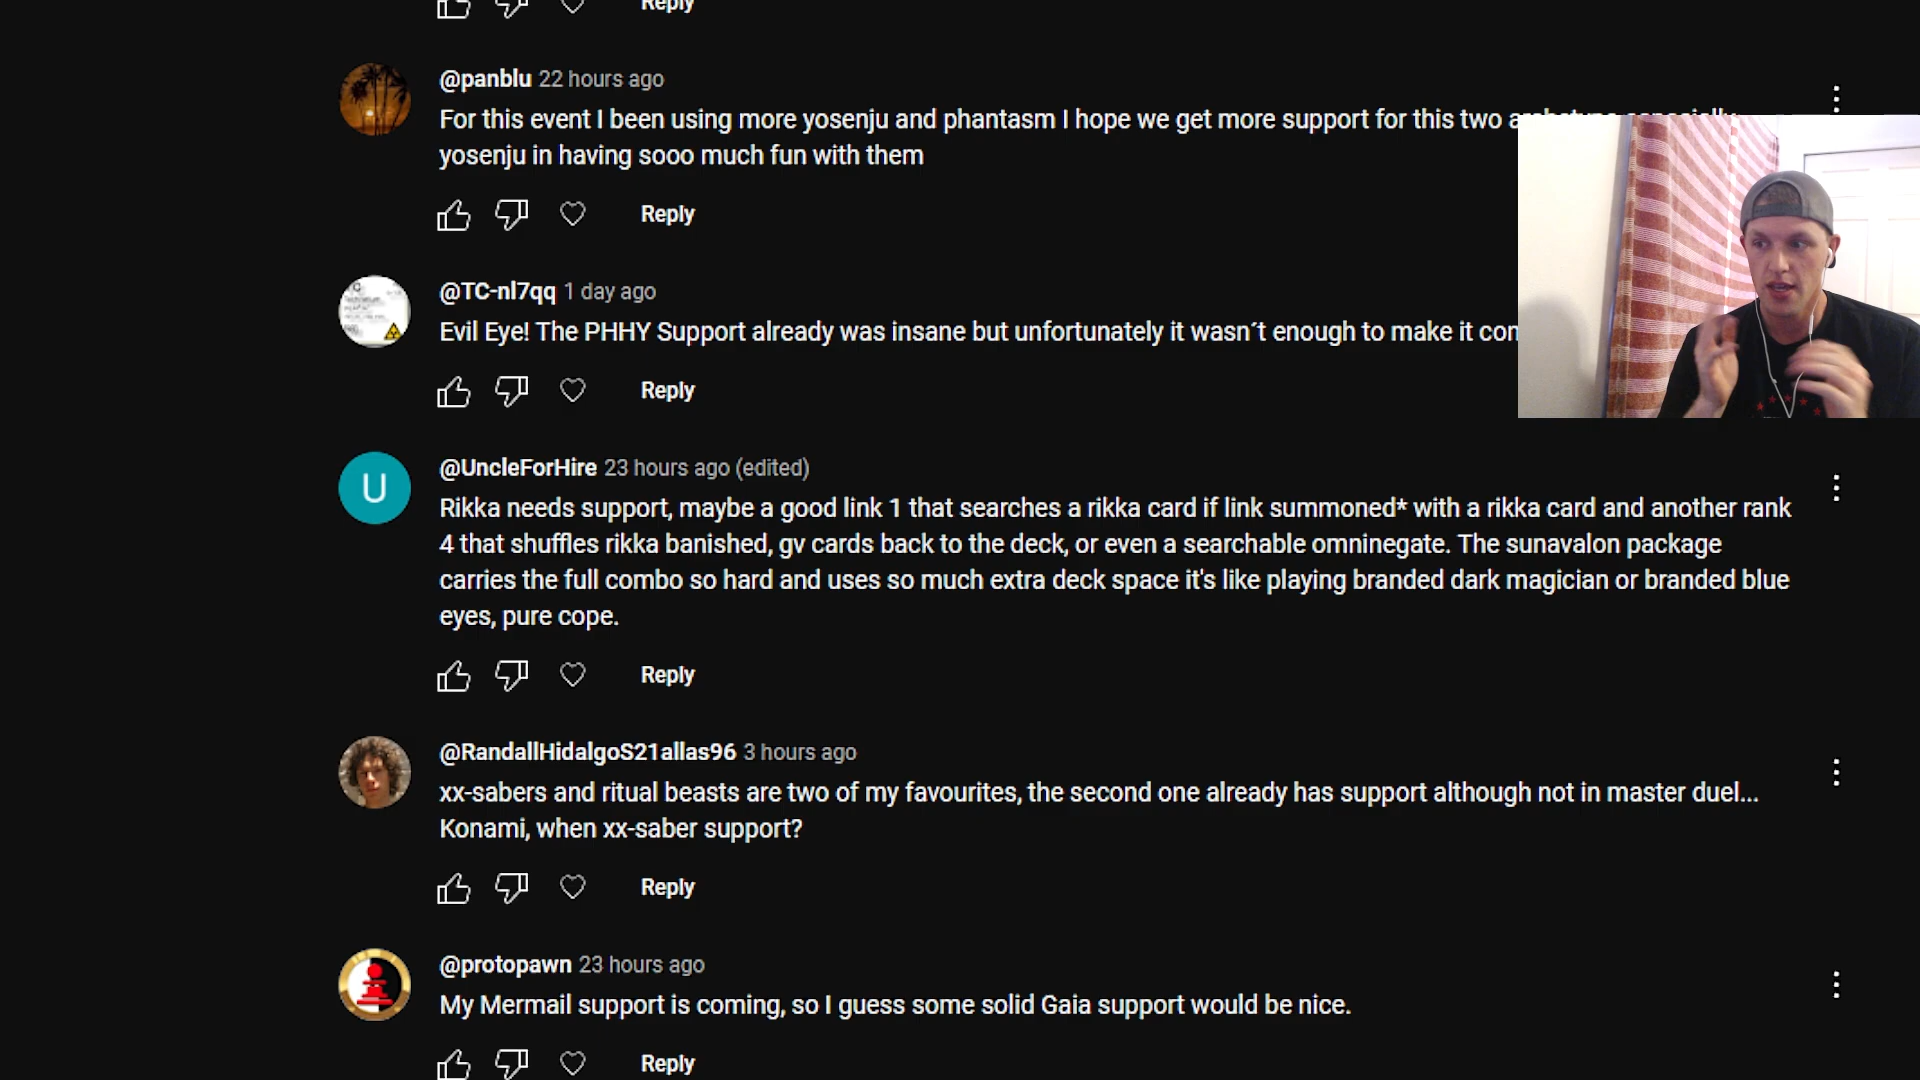 Reply
@panblu 22 hours ago
For this event I been using more yosenju and phantasm I hope we get more support for this two
yosenju in having sooo much fun with them
Reply
@TC-nl7qq 1 day ago
Evil Eye! The PHHY Support already was insane but unfortunately it wasn´t enough to make it
Reply
@UncleForHire 23 hours ago (edited)
Rikka needs support, maybe a good link 1 that searches a rikka card if link summoned* with a rikka card and another rank
4 that shuffles rikka banished, gv cards back to the deck, or even a searchable omninegate. The sunavalon package
carries the full combo so hard and uses so much extra deck space it's like playing branded dark magician or branded blue
eyes, pure cope.
Reply
@RandallHidalgoS21allas96 3 hours ago
xx-sabers and ritual beasts are two of my favourites, the second one already has support although not in master duel...
Konami, when xx-saber support?
Reply
@protopawn 23 hours ago
My Mermail support is coming, so I guess some solid Gaia support would be nice.
Reply
U